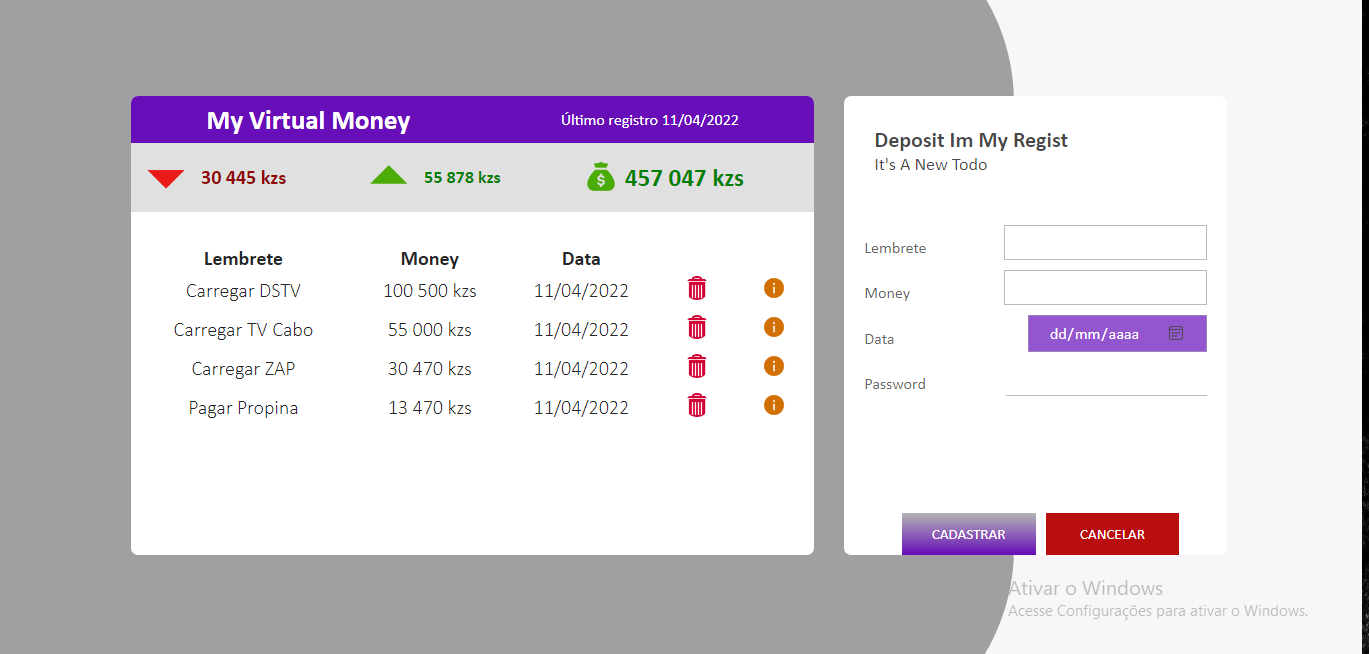 My Virtual Money
Último registro 11/04/2022
30 445 kzs
55 878 kzs
$ 457 047 kzs
Lembrete Money Data
Carregar DSTV 100 500 kzs 11/04/2022 i
Carregar TV Cabo 55 000 kzs 11/04/2022 i
Carregar ZAP 30 470 kzs 11/04/2022 i
Pagar Propina 13 470 kzs 11/04/2022 i
Deposit Im My Regist
It's A New Todo
Lembrete
Money
Data dd/mm/aaaa
Password
CADASTRAR CANCELAR
Ativar o Windows
Acesse Configurações para ativar o Windows.